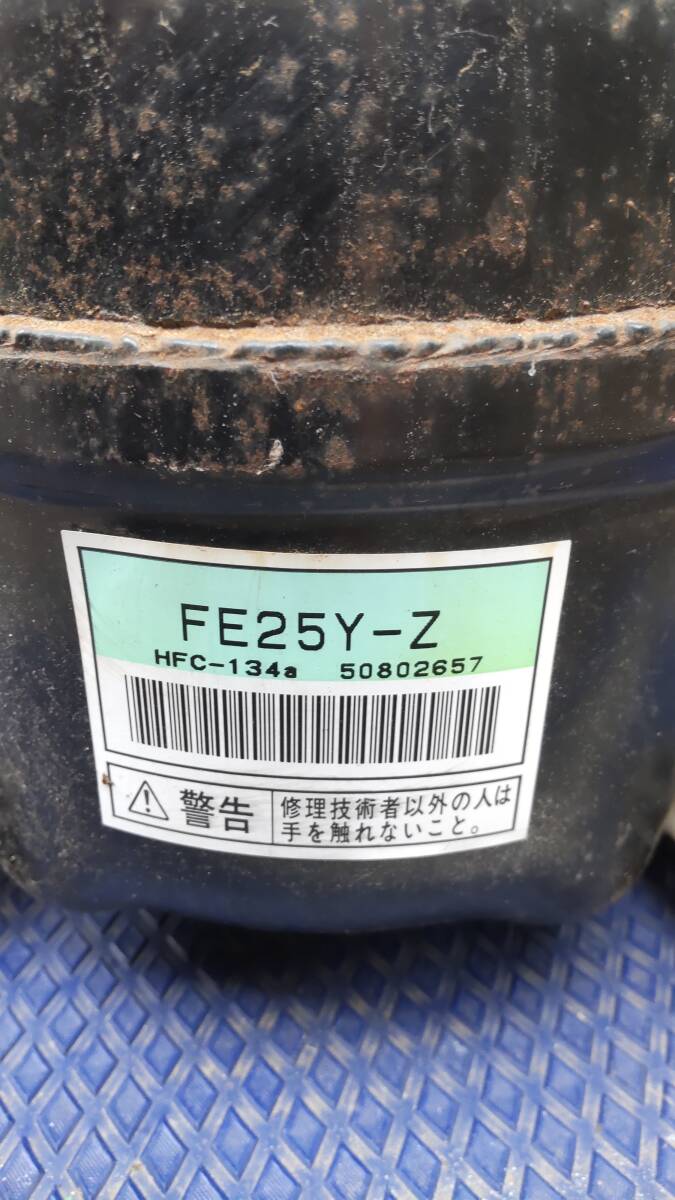 FE25Y-Z
HFC-134a 50802657
警告
修理技術者以外の人は
手を触れないこと。